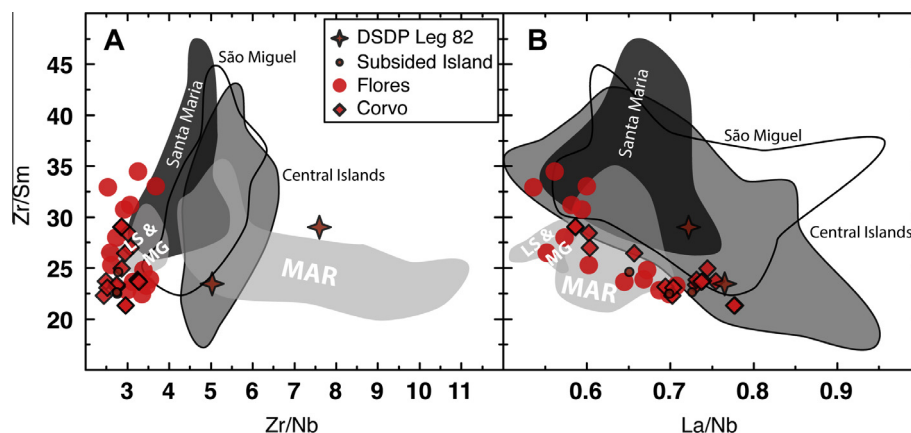 A
São Miguel
DSDP Leg 82
Subsided Island
Flores
Corvo
Santa Maria
Central Islands
LS &
MG
MAR
Zr/Sm
45
40
35
30
25
20
3 4 5 6 7 8 9 10 11
Zr/Nb
B
Santa Maria
São Miguel
Central Islands
LS &
MG
MAR
0.6 0.7 0.8 0.9
La/Nb